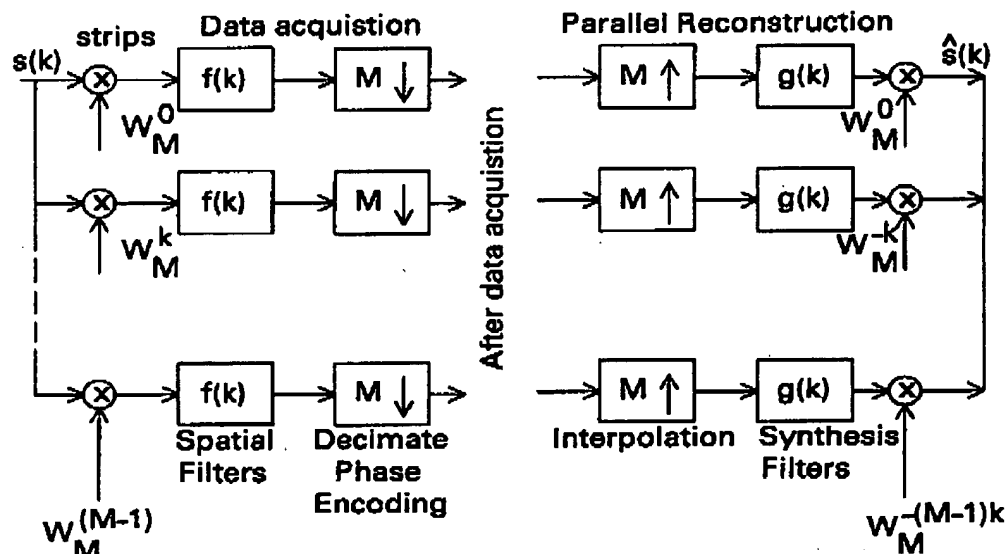 Data acquistion
strips
s(k)
x
f(k)
M ↓
W_M^0
x
f(k)
M ↓
W_M^k
x
f(k)
M ↓
Spatial
Filters
Decimate
Phase
Encoding
W_M^(M-1)
After data acquistion
Parallel Reconstruction
M ↑
g(k)
x
ŝ(k)
W_M^0
M ↑
g(k)
x
W_M^-k
M ↑
g(k)
x
Interpolation
Synthesis
Filters
W_M^-(M-1)k